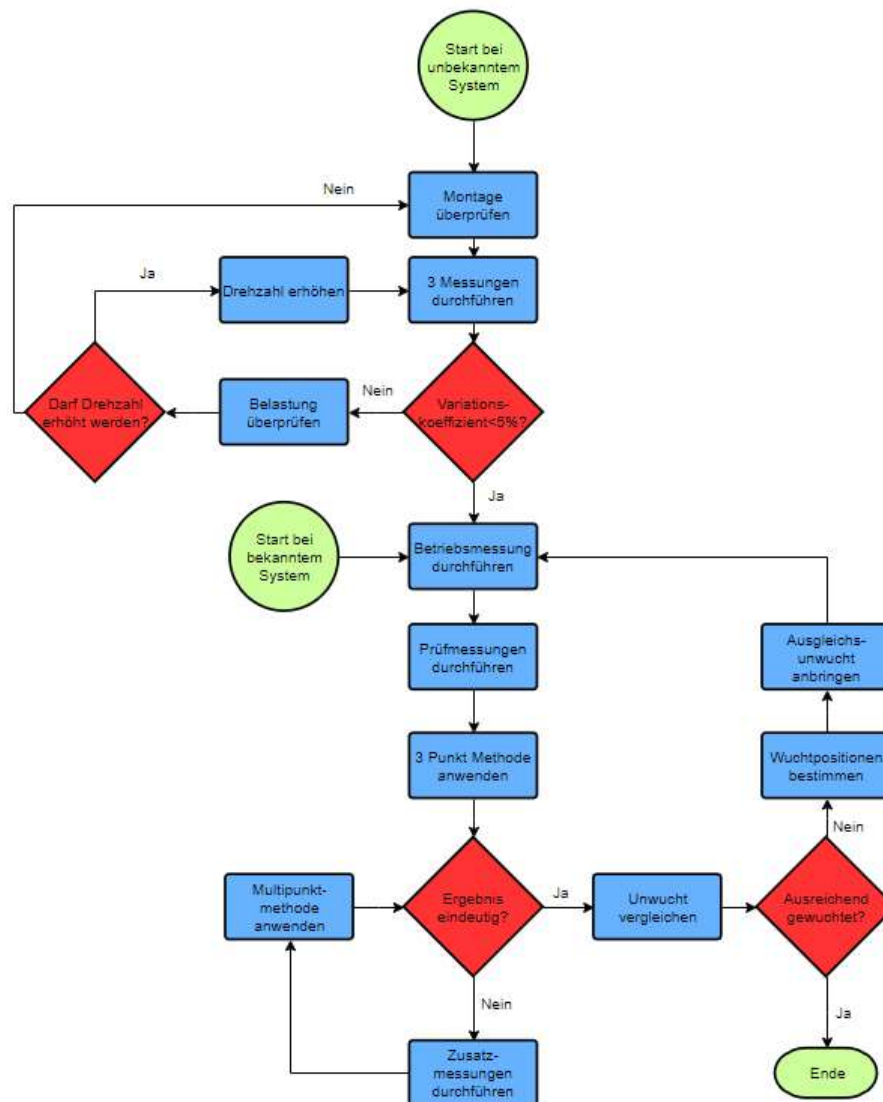 Start bei
unbekanntem
System
Nein
Montage
überprüfen
Ja
Drehzahl erhöhen
3 Messungen
durchführen
Darf Drehzahl
erhöht werden?
Belastung
überprüfen
Nein
Variations-
koeffizient<5%?
Ja
Start bei
bekanntem
System
Betriebsmessung
durchführen
Prüfmessungen
durchführen
Ausgleichs-
unwucht
anbringen
3 Punkt Methode
anwenden
Wuchtpositionen
bestimmen
Nein
Multipunkt-
methode
anwenden
Ergebnis
eindeutig?
Ja
Unwucht
vergleichen
Ausreichend
gewuchtet?
Nein
Ja
Zusatz-
messungen
durchführen
Ende